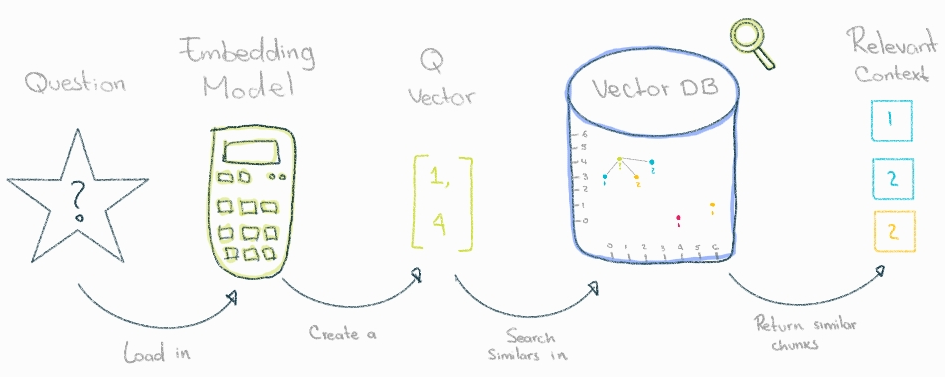 Question
Embedding
Model
Q
Vector
Vector DB
Relevant
Context
?
1,
4
6
5
4
3
2
1
0
1
1
2
2
1
1
0 1 2 3 4 5 6
1
2
2
Load in
Create a
Search
Similars in
Return similar
chunks